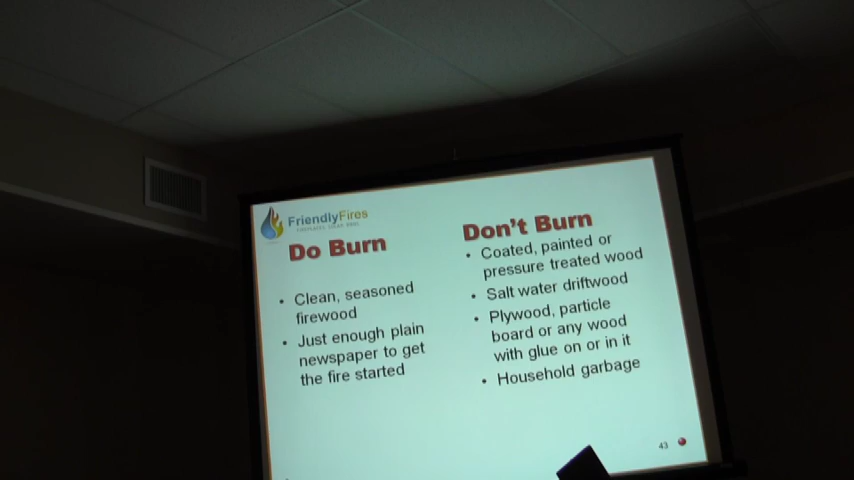 FriendlyFires
Do Burn
• Clean, seasoned
firewood
• Just enough plain
newspaper to get
the fire started
Don't Burn
• Coated, painted or
pressure treated wood
• Salt water driftwood
• Plywood, particle
board or any wood
with glue on or in it
• Household garbage
43